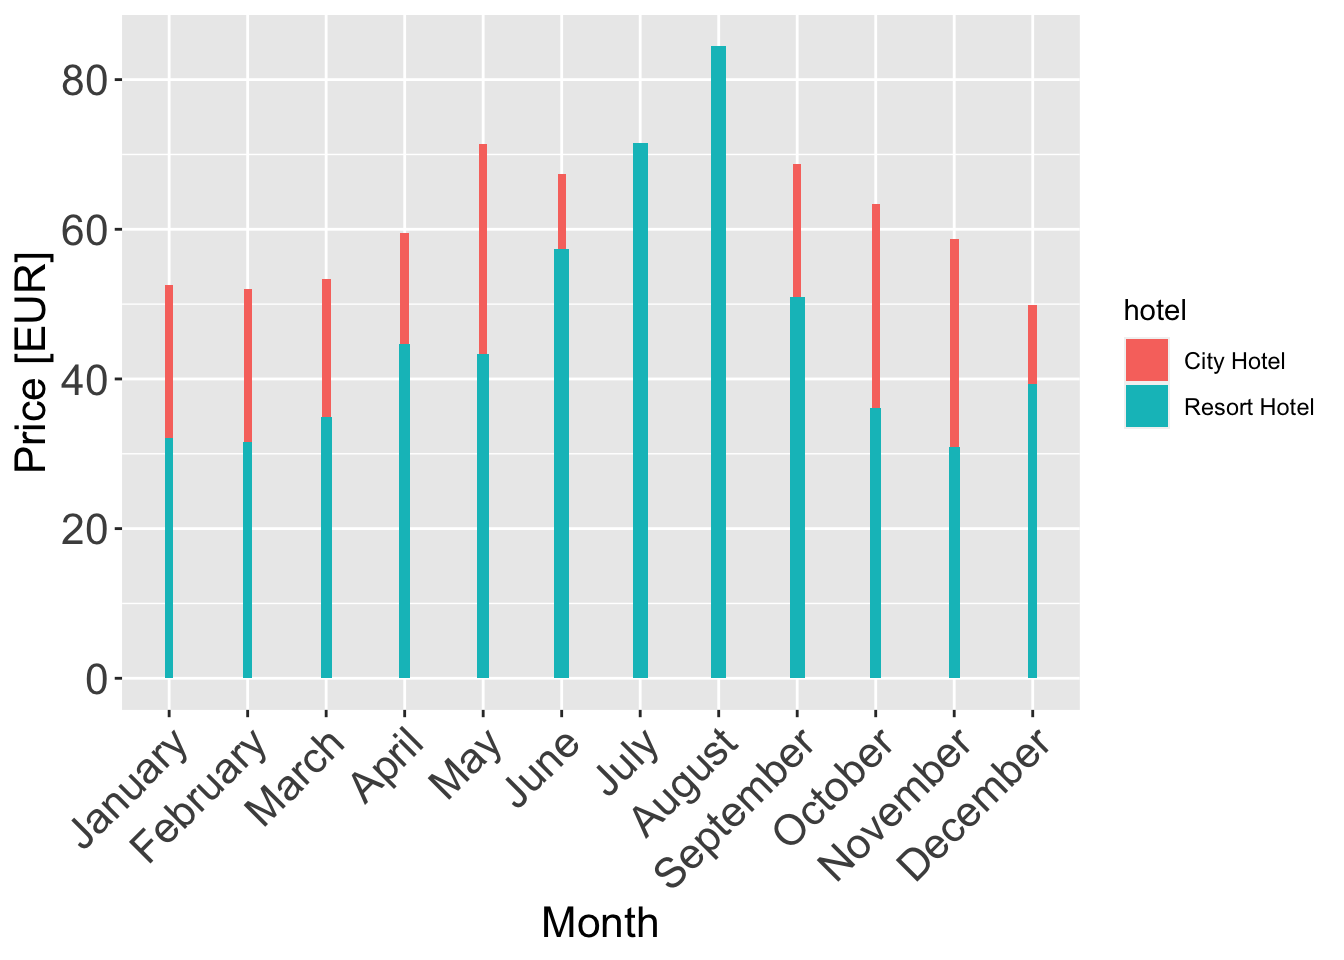 Price [EUR]
80
60
40
20
0
January
February
March
April
May
June
July
August
September
October
November
December
Month
hotel
City Hotel
Resort Hotel